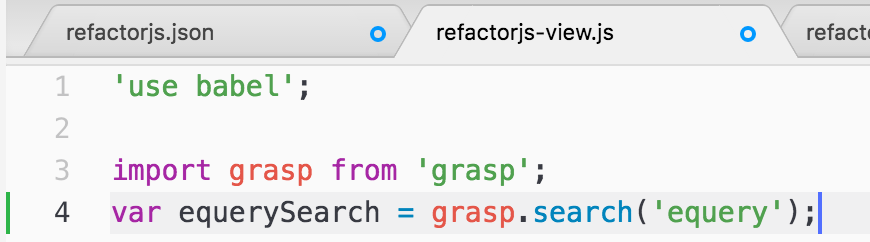 refactorjs.json refactorjs-view.js refacto
1 'use babel';
2
3 import grasp from 'grasp';
4 var equerySearch = grasp.search('equery');